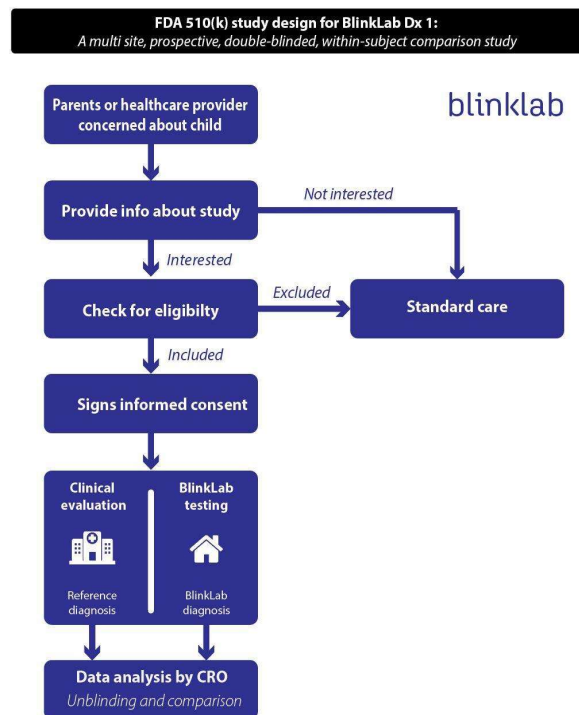 FDA 510(k) study design for BlinkLab Dx 1:
A multi site, prospective, double-blinded, within-subject comparison study
blinklab
Parents or healthcare provider
concerned about child
Not interested
Provide info about study
Interested
Excluded
Check for eligibilty
Standard care
Included
Signs informed consent
Clinical
evaluation
BlinkLab
testing
Reference
diagnosis
BlinkLab
diagnosis
Data analysis by CRO
Unblinding and comparison